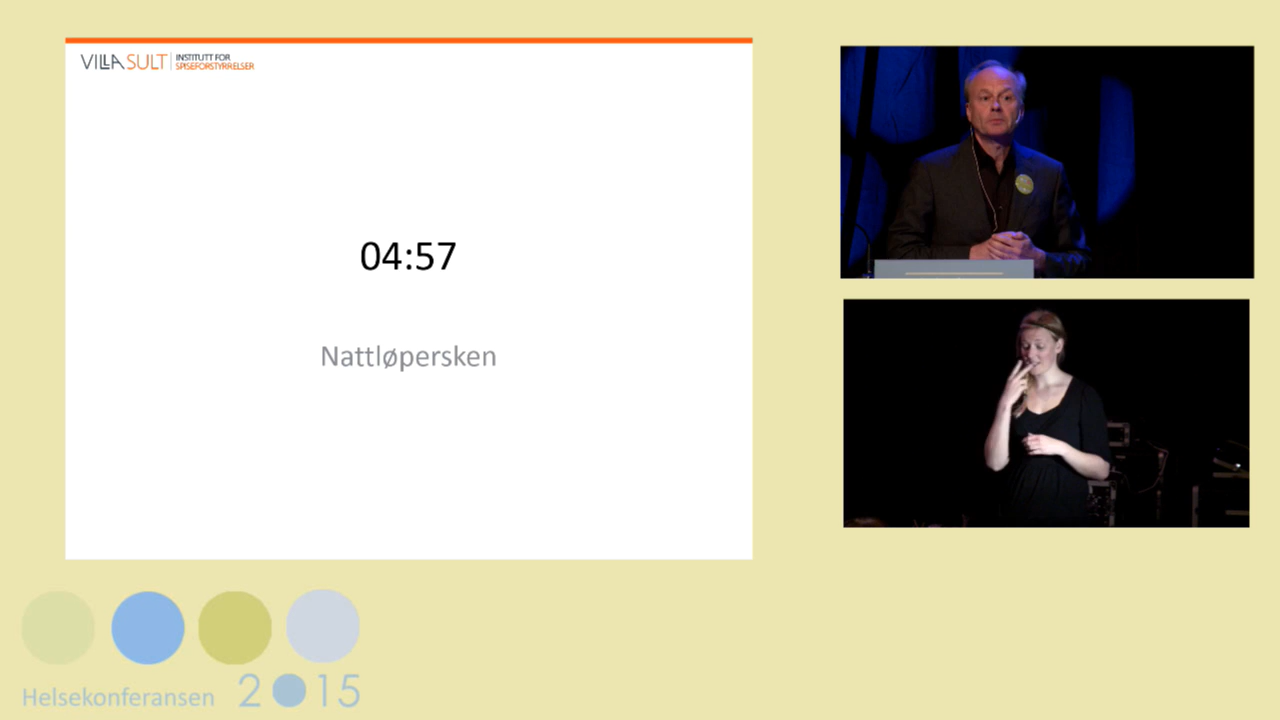 VILLA SULT
INSTITUTT FOR
SPISEFORSTYRRELSER
04:57
Nattløpersken
Helsekonferansen 2015